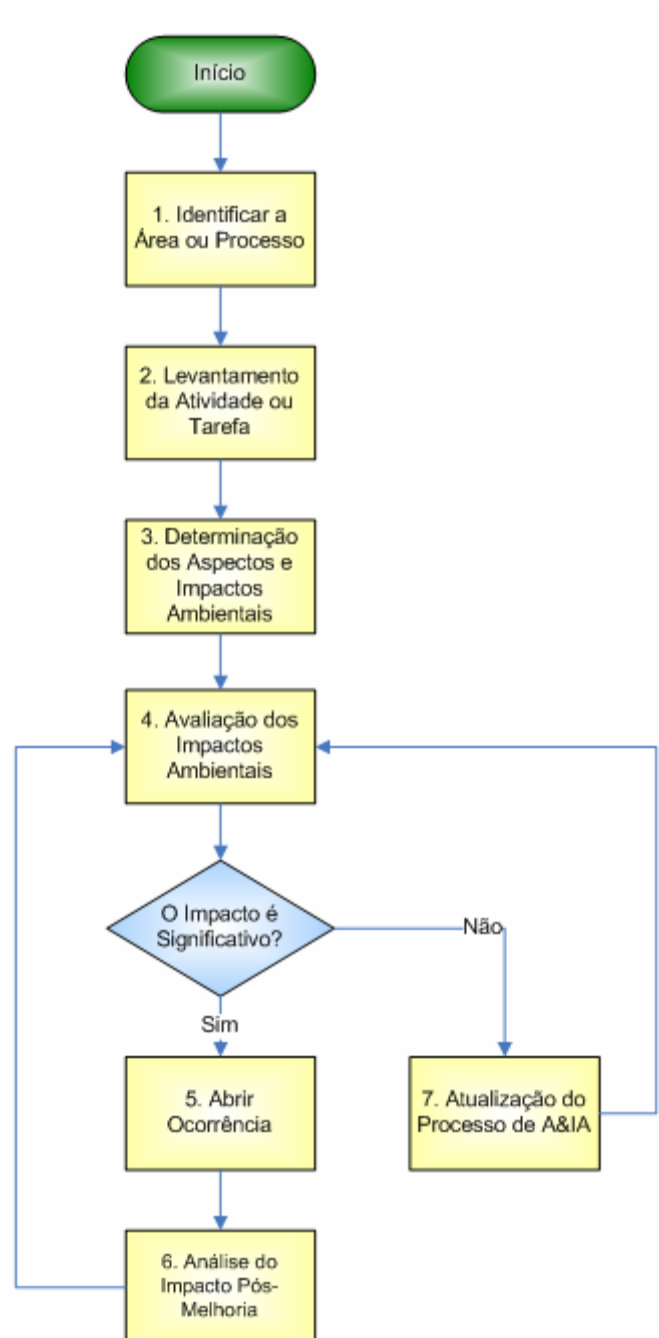 Início
1. Identificar a
Área ou Processo
2. Levantamento
da Atividade ou
Tarefa
3. Determinação
dos Aspectos e
Impactos
Ambientais
4. Avaliação dos
Impactos
Ambientais
O Impacto é
Significativo?
Não
Sim
5. Abrir
Ocorrência
7. Atualização do
Processo de A&IA
6. Análise do
Impacto Pós-
Melhoria